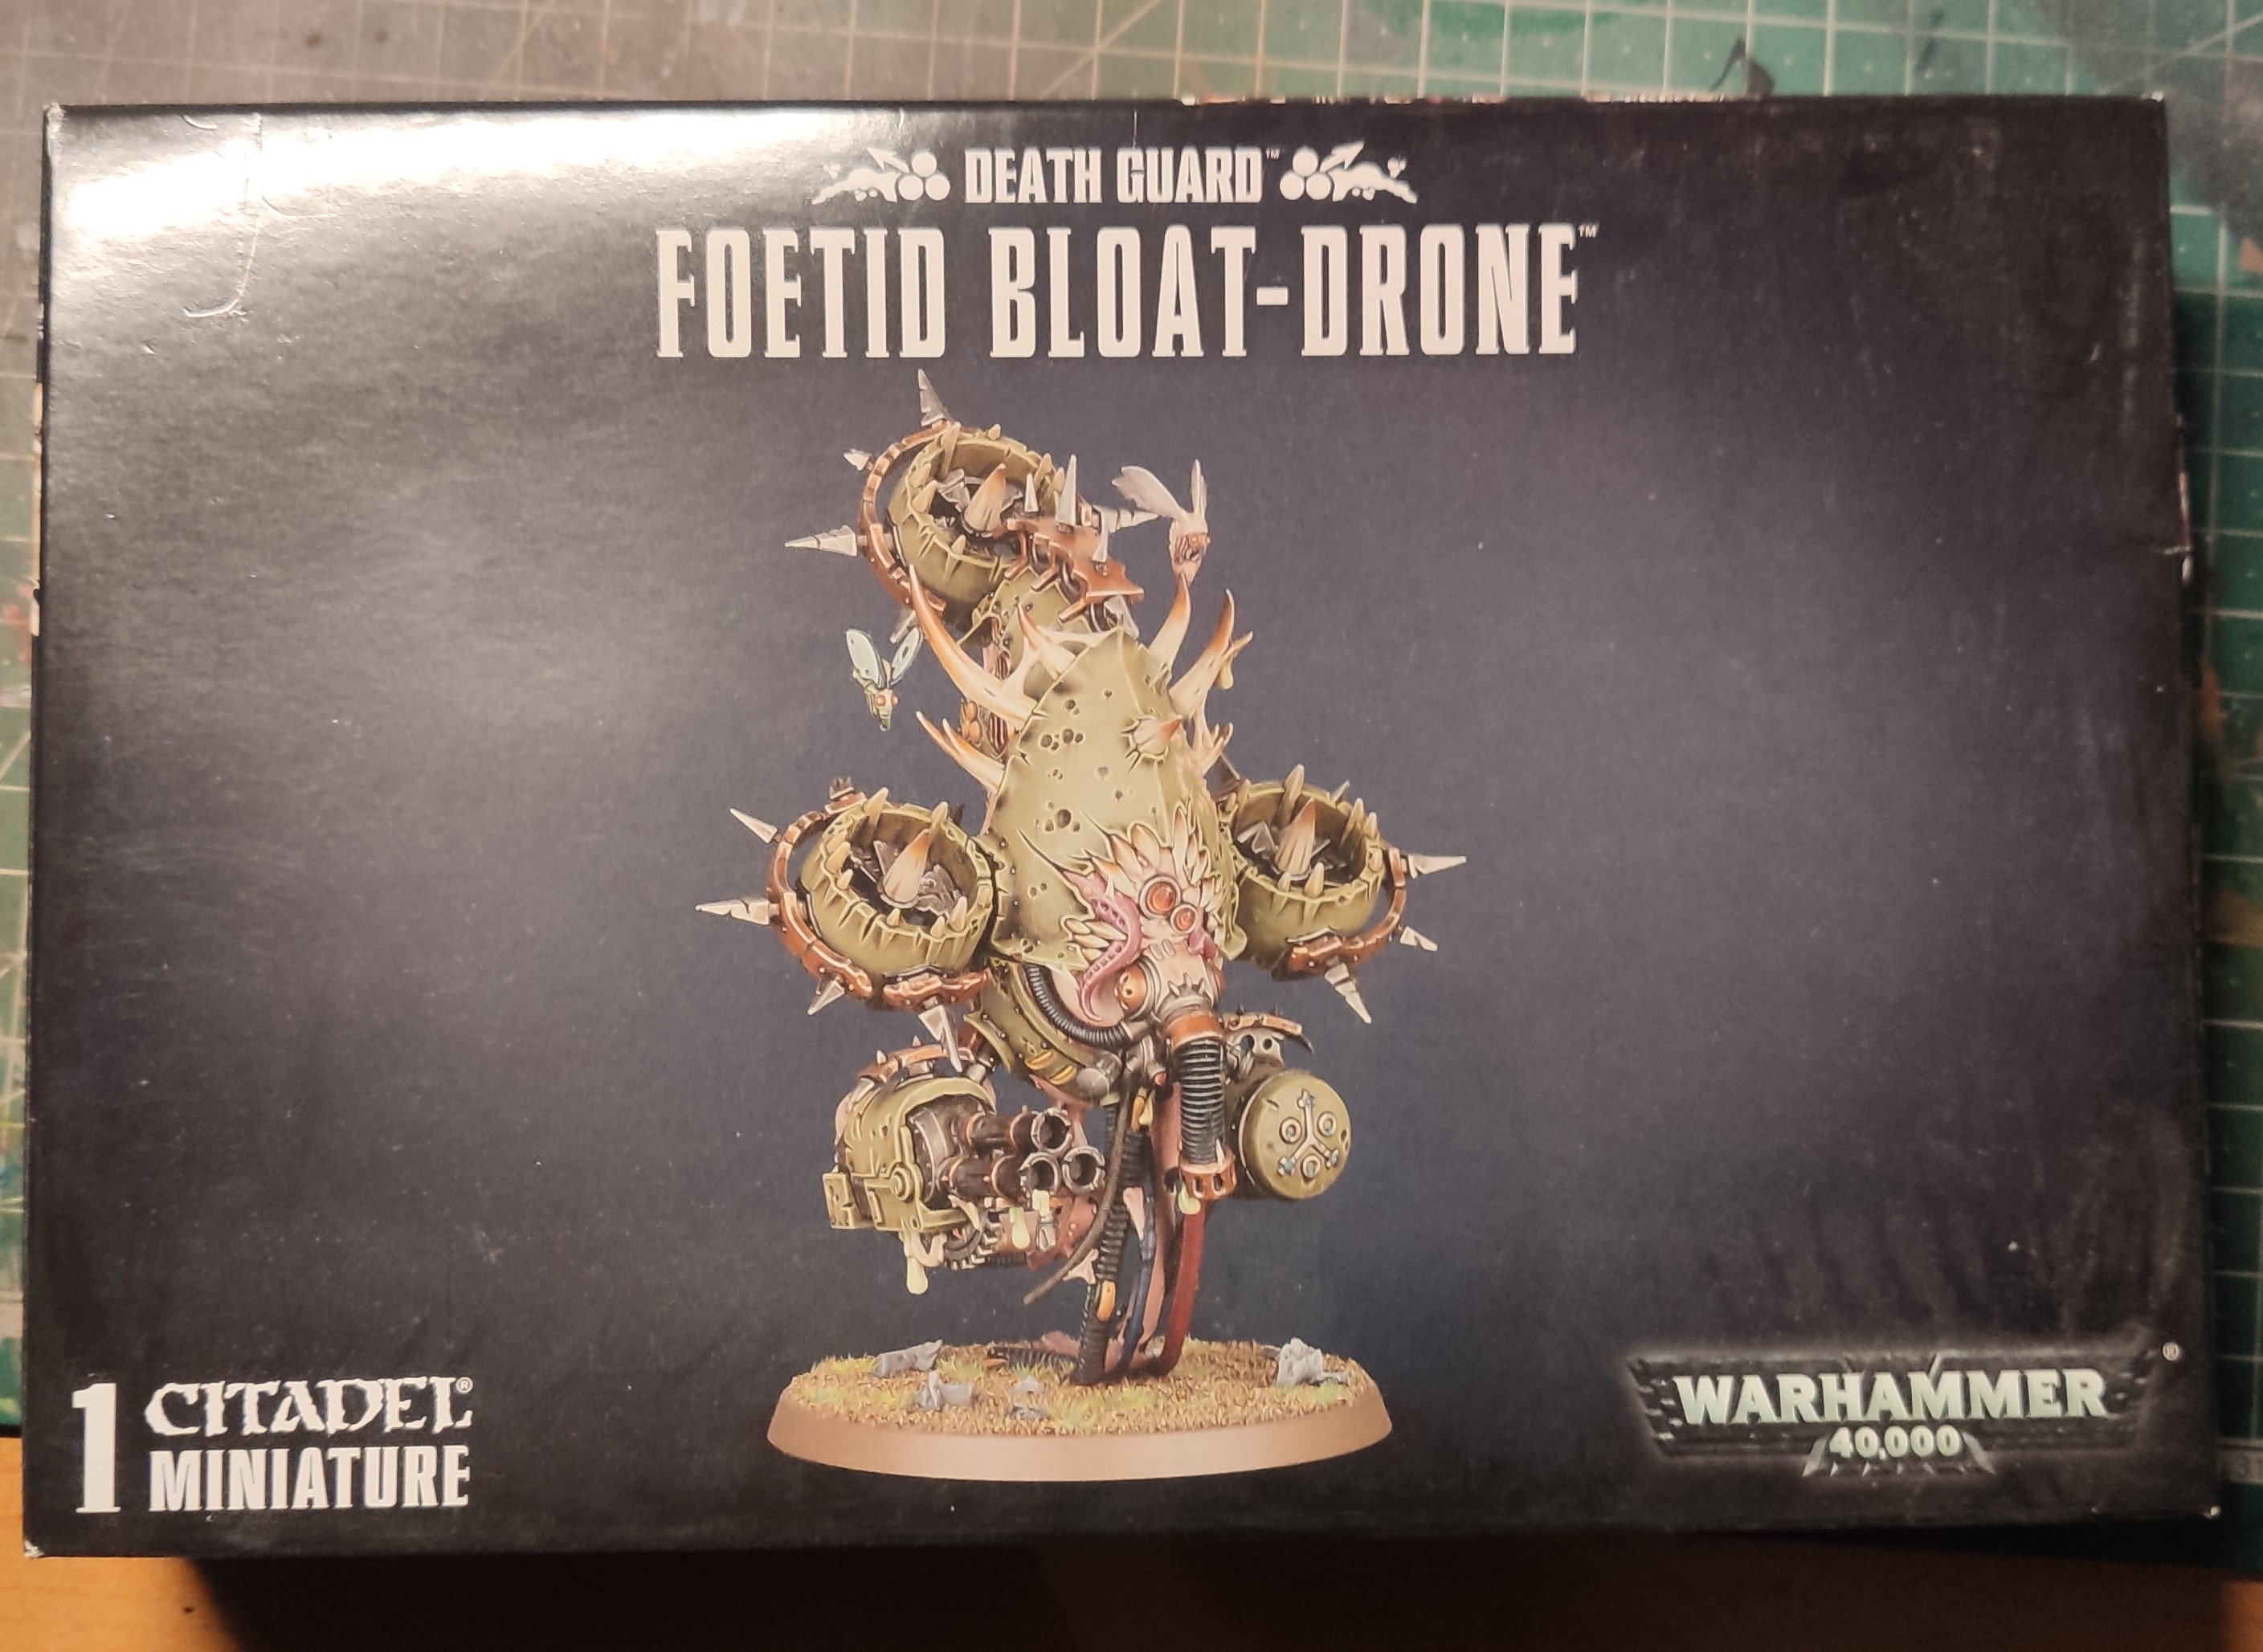 DEATH GUARD™
FOETID BLOAT-DRONE™
1 CITADEL®
MINIATURE
WARHAMMER®
40,000